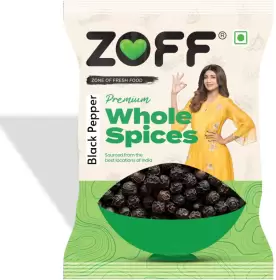 ZOFF®
ZONE OF FRESH FOOD
Black Pepper
Premium
Whole
Spices
Sourced from the
best locations of India